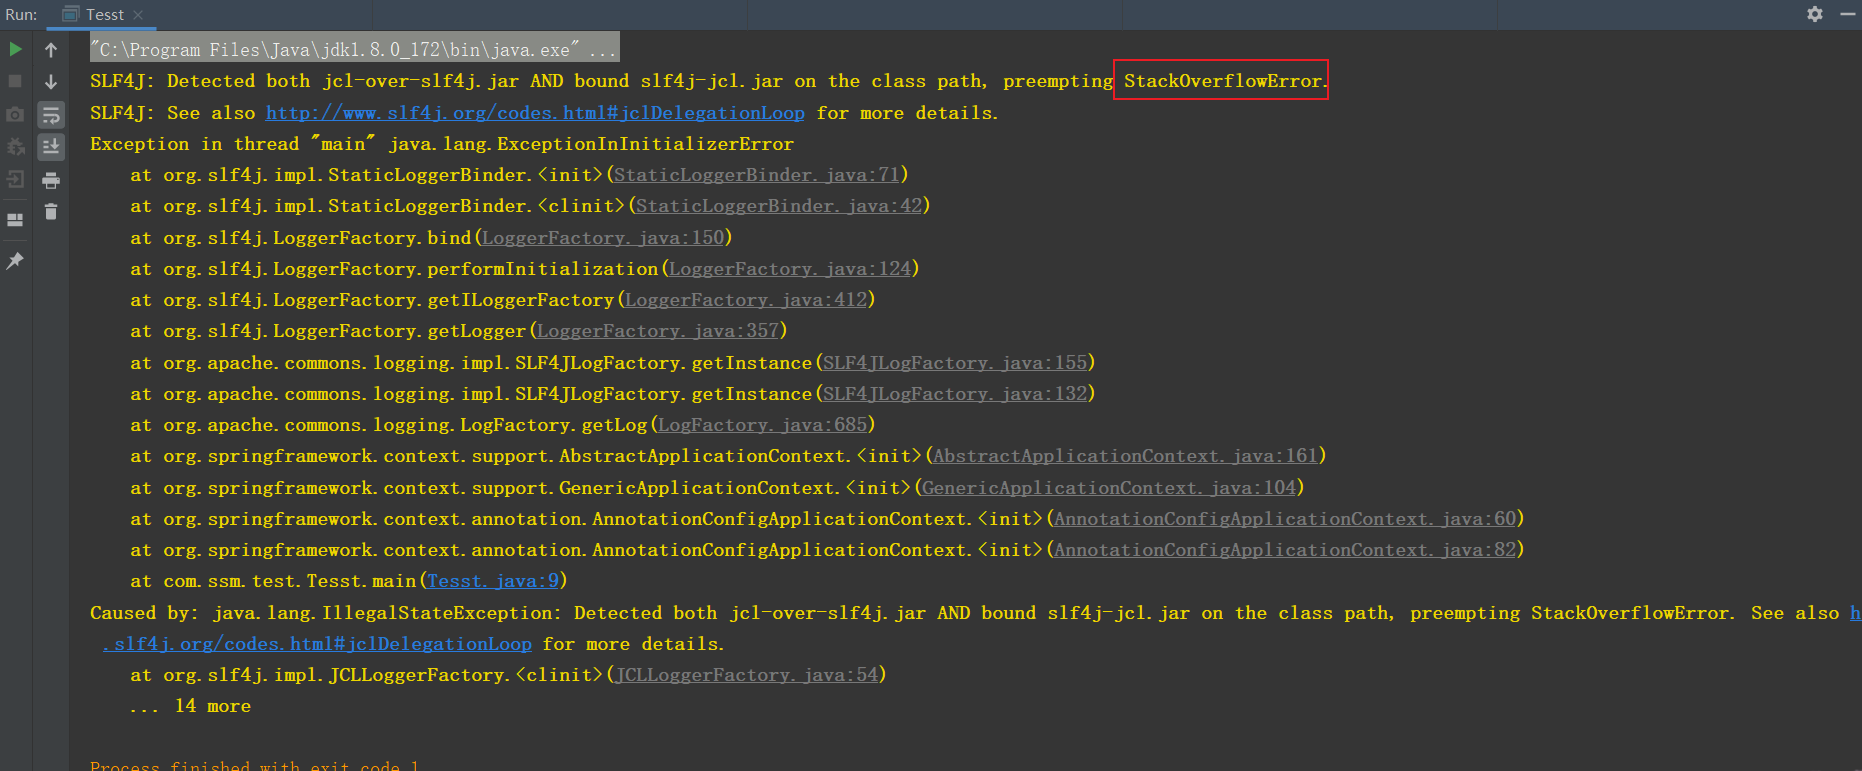 Run: Tesst
"C:\Program Files\Java\jdk1.8.0_172\bin\java.exe" ...
SLF4J: Detected both jcl-over-slf4j.jar AND bound slf4j-jcl.jar on the class path, preempting StackOverflowError.
SLF4J: See also http://www.slf4j.org/codes.html#jclDelegationLoop for more details.
Exception in thread "main" java.lang.ExceptionInInitializerError
at org.slf4j.impl.StaticLoggerBinder.<init>(StaticLoggerBinder.java:71)
at org.slf4j.impl.StaticLoggerBinder.<clinit>(StaticLoggerBinder.java:42)
at org.slf4j.LoggerFactory.bind(LoggerFactory.java:150)
at org.slf4j.LoggerFactory.performInitialization(LoggerFactory.java:124)
at org.slf4j.LoggerFactory.getILoggerFactory(LoggerFactory.java:412)
at org.slf4j.LoggerFactory.getLogger(LoggerFactory.java:357)
at org.apache.commons.logging.impl.SLF4JLogFactory.getInstance(SLF4JLogFactory.java:155)
at org.apache.commons.logging.impl.SLF4JLogFactory.getInstance(SLF4JLogFactory.java:132)
at org.apache.commons.logging.LogFactory.getLog(LogFactory.java:685)
at org.springframework.context.support.AbstractApplicationContext.<init>(AbstractApplicationContext.java:161)
at org.springframework.context.support.GenericApplicationContext.<init>(GenericApplicationContext.java:104)
at org.springframework.context.annotation.AnnotationConfigApplicationContext.<init>(AnnotationConfigApplicationContext.java:60)
at org.springframework.context.annotation.AnnotationConfigApplicationContext.<init>(AnnotationConfigApplicationContext.java:82)
at com.ssm.test.Tesst.main(Tesst.java:9)
Caused by: java.lang.IllegalStateException: Detected both jcl-over-slf4j.jar AND bound slf4j-jcl.jar on the class path, preempting StackOverflowError. See also h
.slf4j.org/codes.html#jclDelegationLoop for more details.
at org.slf4j.impl.JCLLoggerFactory.<clinit>(JCLLoggerFactory.java:54)
... 14 more
Process finished with exit code 1